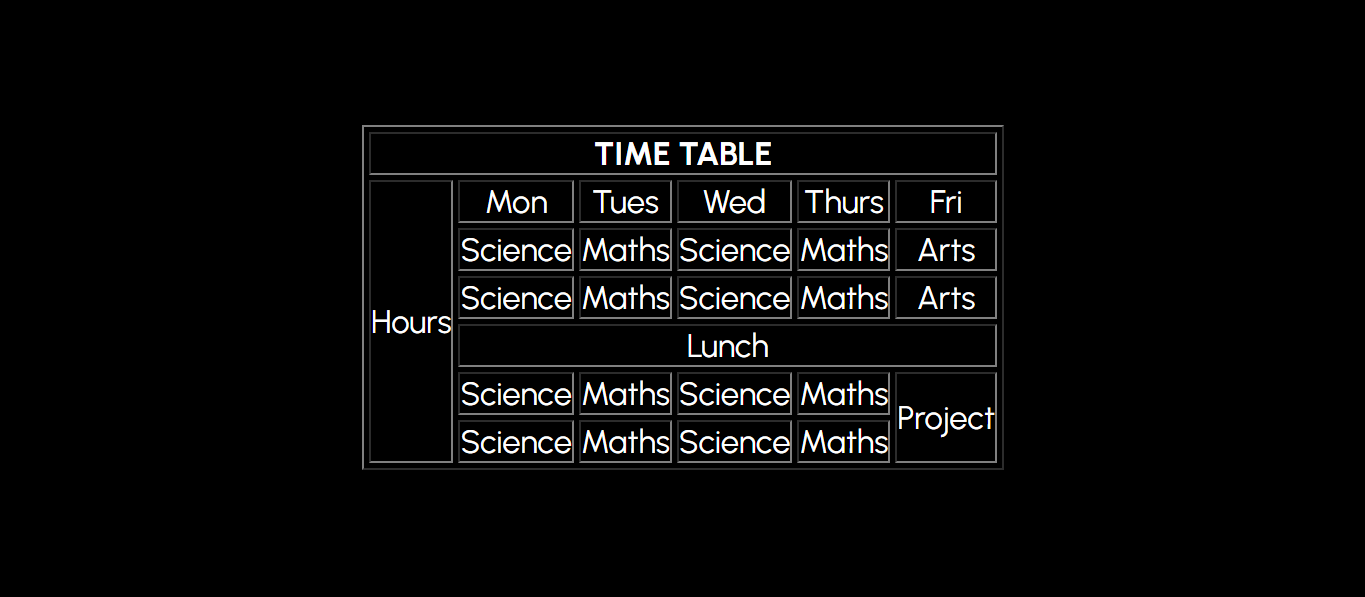 TIME TABLE
Mon Tues Wed Thurs Fri
Science Maths Science Maths Arts
Science Maths Science Maths Arts
Hours
Lunch
Science Maths Science Maths
Project
Science Maths Science Maths